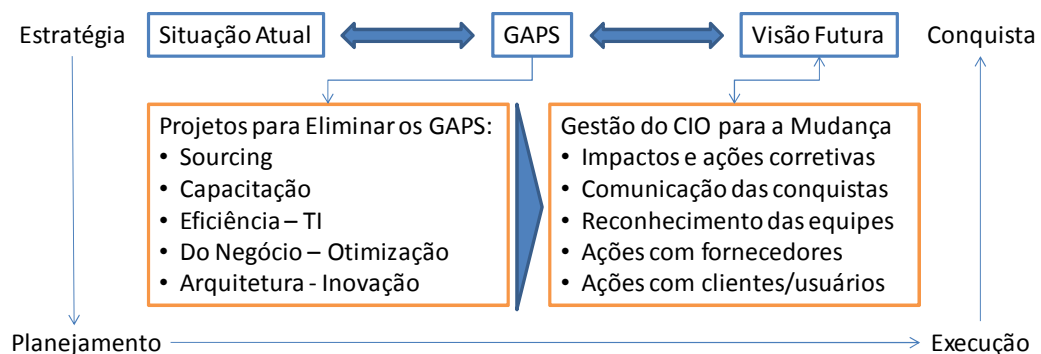 Estratégia
Situação Atual
GAPS
Visão Futura
Conquista
Projetos para Eliminar os GAPS:
• Sourcing
• Capacitação
• Eficiência – TI
• Do Negócio – Otimização
• Arquitetura - Inovação
Gestão do CIO para a Mudança
• Impactos e ações corretivas
• Comunicação das conquistas
• Reconhecimento das equipes
• Ações com fornecedores
• Ações com clientes/usuários
Planejamento
Execução